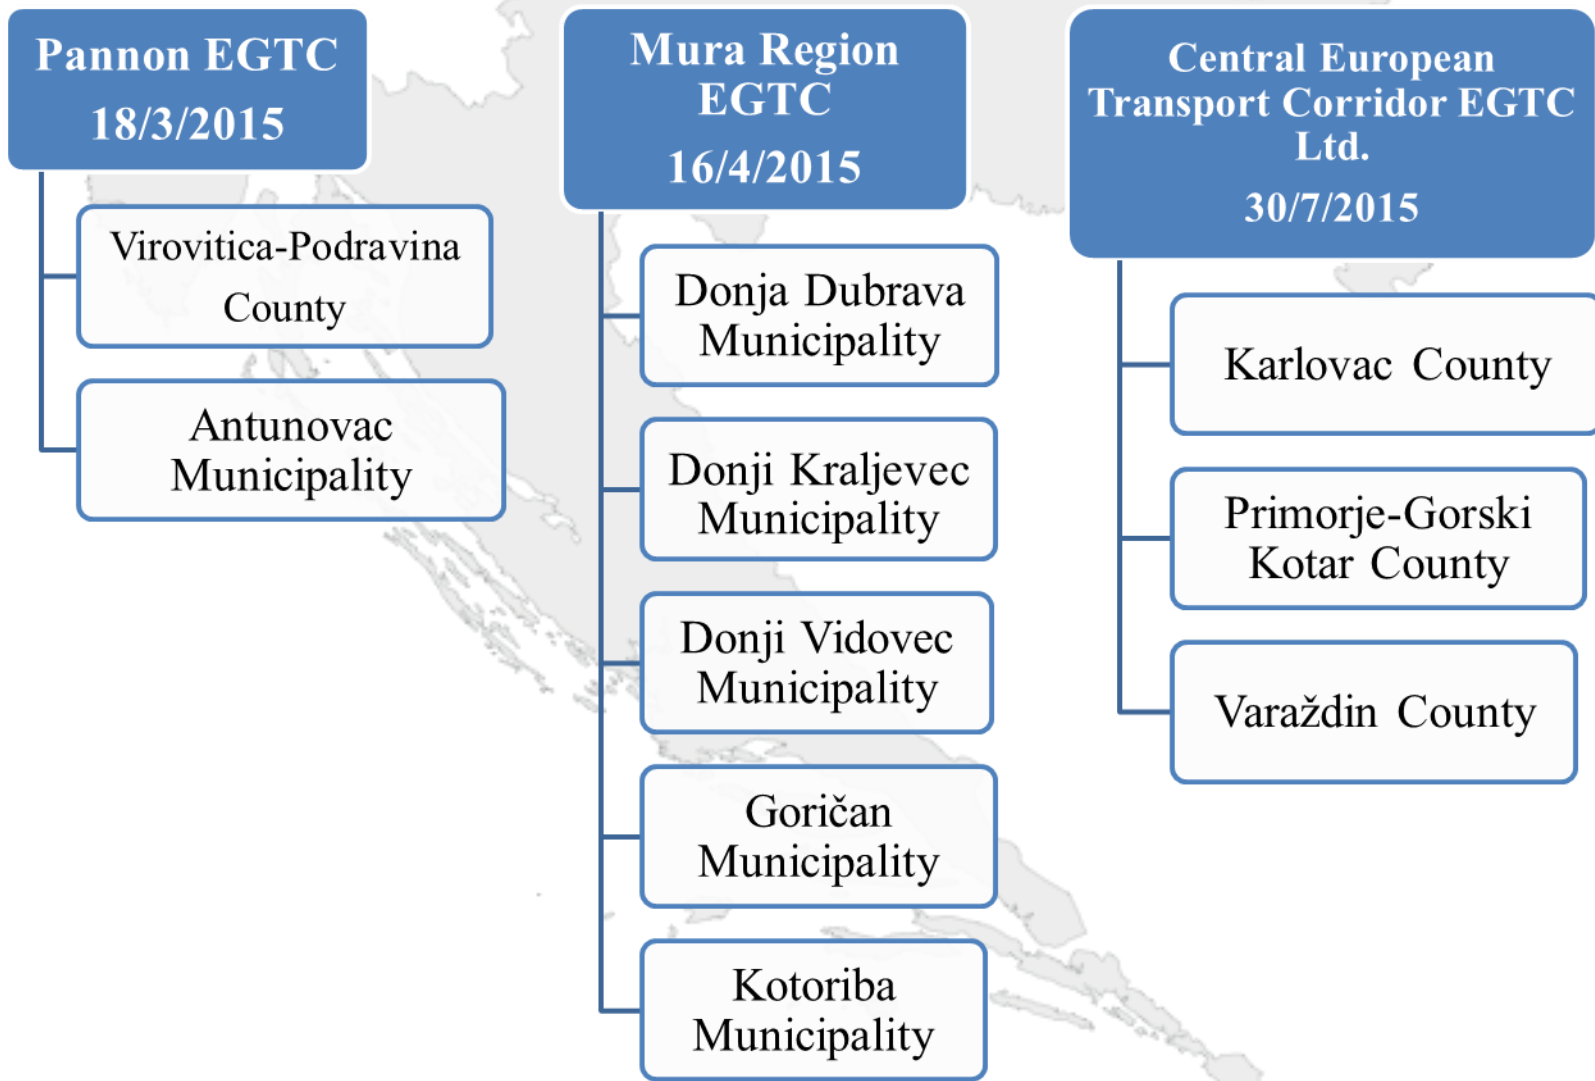 Pannon EGTC
18/3/2015
Virovitica-Podravina
County
Antunovac
Municipality
Mura Region
EGTC
16/4/2015
Donja Dubrava
Municipality
Donji Kraljevec
Municipality
Donji Vidovec
Municipality
Goričan
Municipality
Kotoriba
Municipality
Central European
Transport Corridor EGTC
Ltd.
30/7/2015
Karlovac County
Primorje-Gorski
Kotar County
Varaždin County